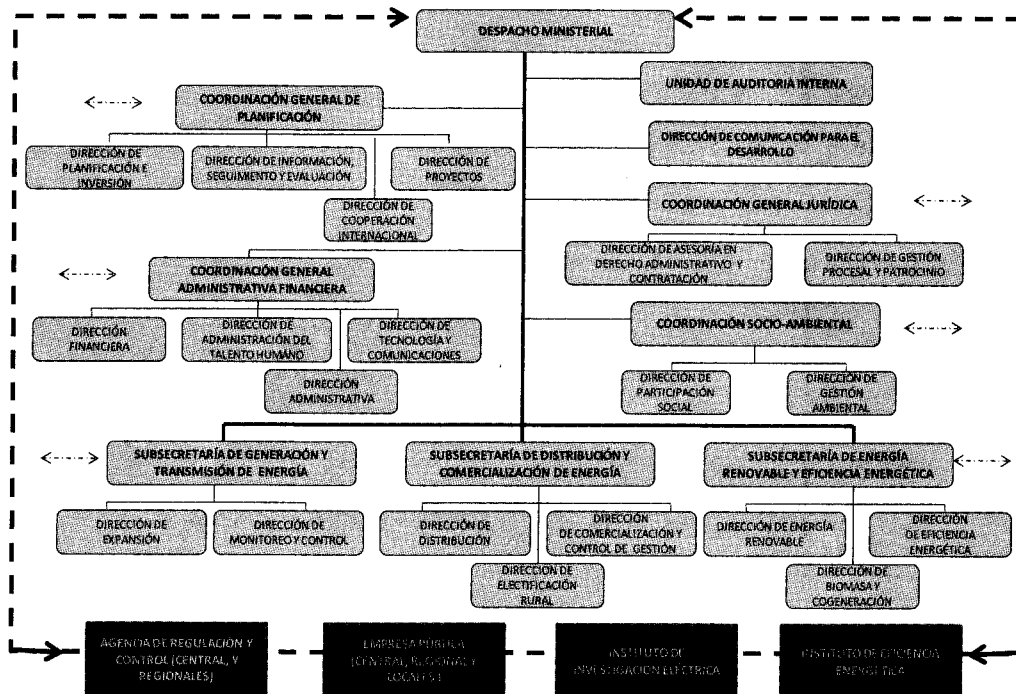 DESPACHO MINISTERIAL
UNIDAD DE AUDITORIA INTERNA
COORDINACIÓN GENERAL DE
PLANIFICACIÓN
DIRECCIÓN DE COMUNICACIÓN PARA EL
DESARROLLO
DIRECCIÓN DE
PLANIFICACIÓN E
INVERSIÓN
DIRECCIÓN DE INFORMACIÓN,
SEGUIMIENTO Y EVALUACIÓN
DIRECCIÓN DE
PROYECTOS
DIRECCIÓN DE
COOPERACIÓN
INTERNACIONAL
COORDINACIÓN GENERAL JURÍDICA
DIRECCIÓN DE ASESORÍA EN
DERECHO ADMINISTRATIVO Y
CONTRATACIÓN
DIRECCIÓN DE GESTIÓN
PROCESAL Y PATROCINIO
COORDINACIÓN GENERAL
ADMINISTRATIVA FINANCIERA
DIRECCIÓN
FINANCIERA
DIRECCIÓN DE
ADMINISTRACIÓN DEL
TALENTO HUMANO
DIRECCIÓN DE
TECNOLOGÍA Y
COMUNICACIONES
DIRECCIÓN
ADMINISTRATIVA
COORDINACIÓN SOCIO-AMBIENTAL
DIRECCIÓN DE
PARTICIPACIÓN
SOCIAL
DIRECCIÓN DE
GESTIÓN
AMBIENTAL
SUBSECRETARÍA DE GENERACIÓN Y
TRANSMISIÓN DE ENERGÍA
SUBSECRETARÍA DE DISTRIBUCIÓN Y
COMERCIALIZACIÓN DE ENERGÍA
SUBSECRETARÍA DE ENERGÍA
RENOVABLE Y EFICIENCIA ENERGÉTICA
DIRECCIÓN DE
EXPANSIÓN
DIRECCIÓN DE
MONITOREO Y CONTROL
DIRECCIÓN DE
DISTRIBUCIÓN
DIRECCIÓN
DE COMERCIALIZACIÓN Y
CONTROL DE GESTIÓN
DIRECCIÓN DE
ELECTRIFICACIÓN
RURAL
DIRECCIÓN DE ENERGÍA
RENOVABLE
DIRECCIÓN
DE EFICIENCIA
ENERGÉTICA
DIRECCIÓN DE
BIOMASA Y
COGENERACIÓN
AGENCIA DE REGULACIÓN Y
CONTROL (CENTRAL, Y
REGIONALES)
EMPRESA PÚBLICA
(CENTRAL, REGIONAL Y
LOCALES)
INSTITUTO DE
INVESTIGACIÓN ELÉCTRICA
INSTITUTO DE EFICIENCIA
ENERGÉTICA